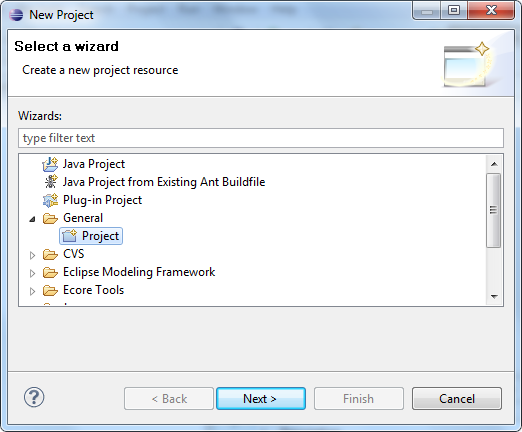 New Project
Select a wizard
Create a new project resource
Wizards:
type filter text
Java Project
Java Project from Existing Ant Buildfile
Plug-in Project
General
Project
CVS
Eclipse Modeling Framework
Ecore Tools
?
< Back
Next >
Finish
Cancel